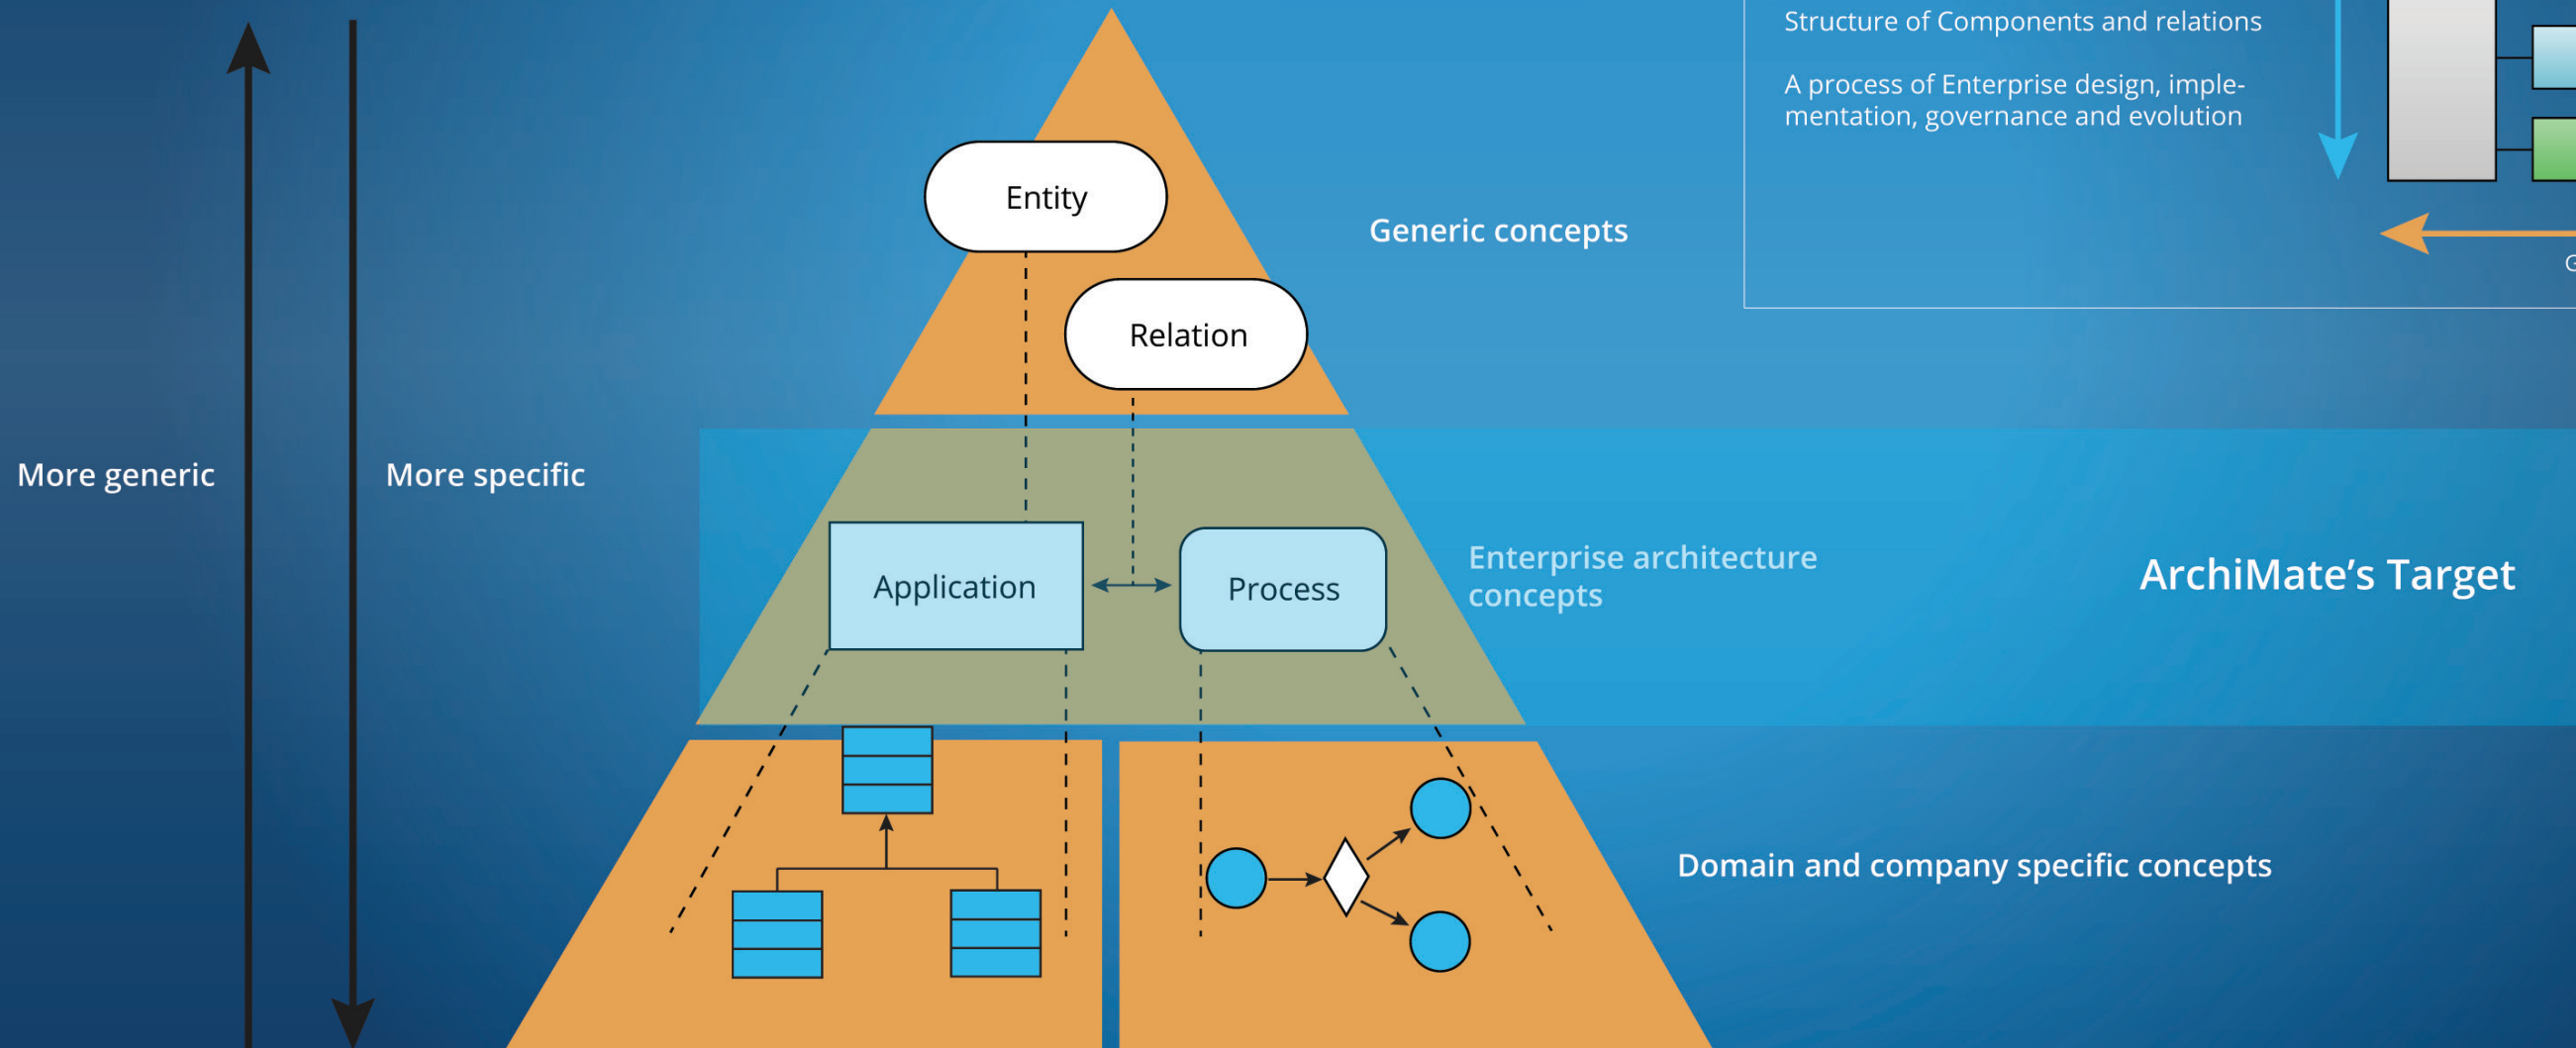 Structure of Components and relations
A process of Enterprise design, imple-
mentation, governance and evolution
Entity
Generic concepts
G
Relation
More generic
More specific
Enterprise architecture
concepts
ArchiMate’s Target
Application
Process
Domain and company specific concepts